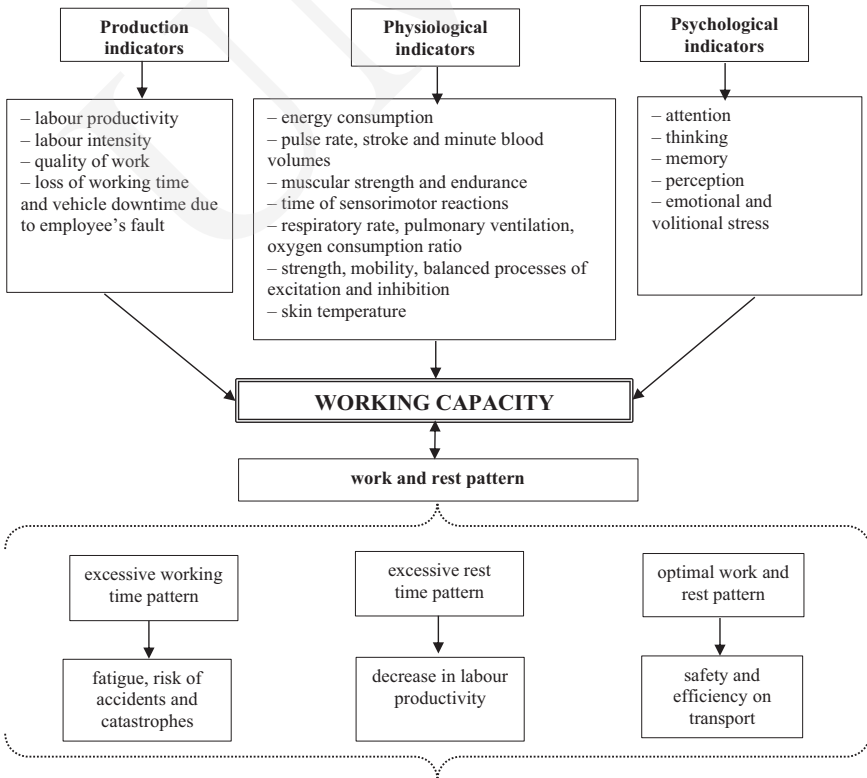 Production
indicators
Physiological
indicators
Psychological
indicators
– labour productivity
– labour intensity
– quality of work
– loss of working time
and vehicle downtime due
to employee’s fault
– energy consumption
– pulse rate, stroke and minute blood
volumes
– muscular strength and endurance
– time of sensorimotor reactions
– respiratory rate, pulmonary ventilation,
oxygen consumption ratio
– strength, mobility, balanced processes of
excitation and inhibition
– skin temperature
– attention
– thinking
– memory
– perception
– emotional and
volitional stress
WORKING CAPACITY
work and rest pattern
excessive working
time pattern
excessive rest
time pattern
optimal work and
rest pattern
fatigue, risk of
accidents and
catastrophes
decrease in labour
productivity
safety and
efficiency on
transport